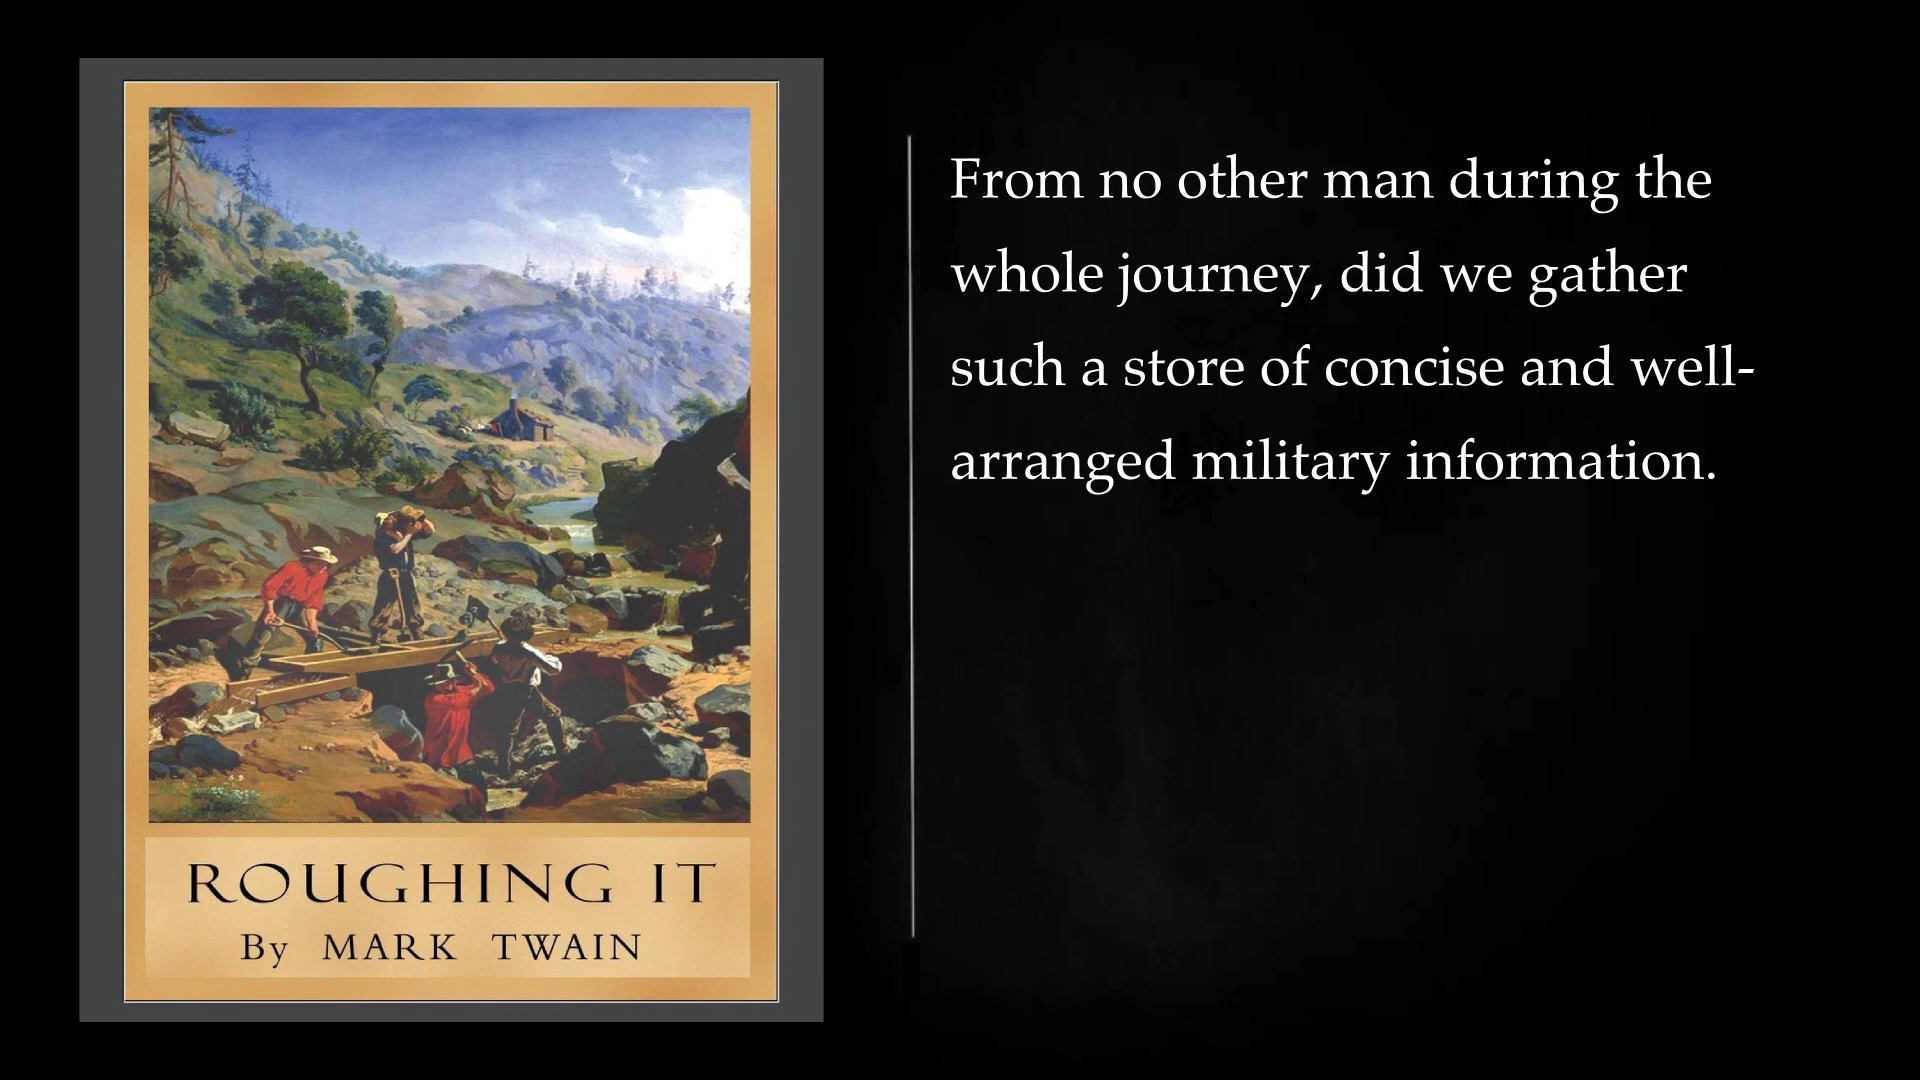 From no other man during the
whole journey, did we gather
such a store of concise and well-
arranged military information.
ROUGHING IT
By MARK TWAIN